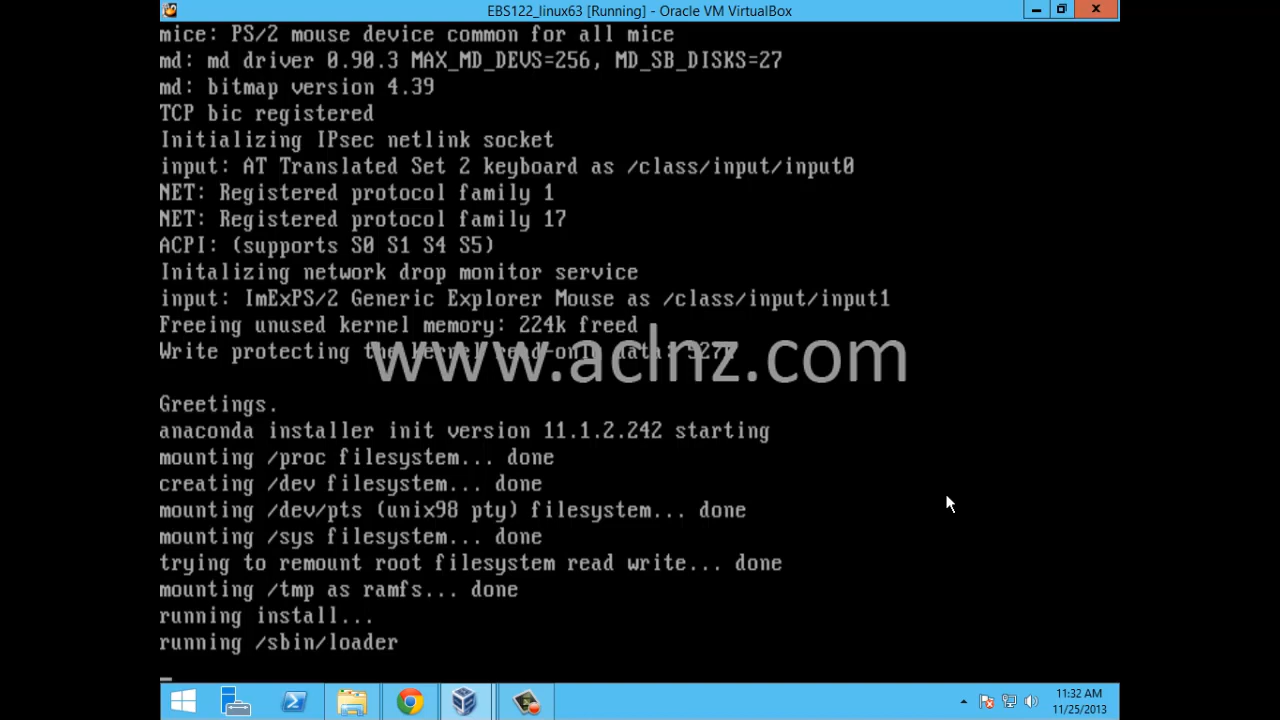 EBS122_linux63 [Running] - Oracle VM VirtualBox
mice: PS/2 mouse device common for all mice
md: md driver 0.90.3 MAX_MD_DEVS=256, MD_SB_DISKS=27
md: bitmap version 4.39
TCP bic registered
Initializing IPsec netlink socket
input: AT Translated Set 2 keyboard as /class/input/input0
NET: Registered protocol family 1
NET: Registered protocol family 17
ACPI: (supports S0 S1 S4 S5)
Initalizing network drop monitor service
input: ImExPS/2 Generic Explorer Mouse as /class/input/input1
Freeing unused kernel memory: 224k freed
Write protecting the kernel read-only data: 527k
www.aclnz.com
Greetings.
anaconda installer init version 11.1.2.242 starting
mounting /proc filesystem... done
creating /dev filesystem... done
mounting /dev/pts (unix98 pty) filesystem... done
mounting /sys filesystem... done
trying to remount root filesystem read write... done
mounting /tmp as ramfs... done
running install...
running /sbin/loader
11:32 AM
11/25/2013